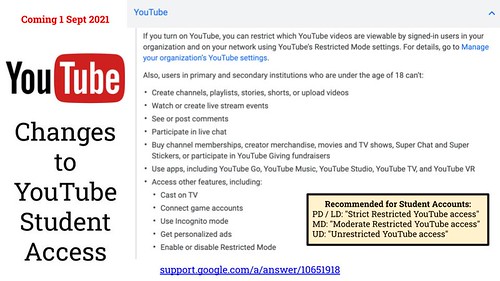 Coming 1 Sept 2021
YouTube
Changes
to
YouTube
Student
Access
YouTube
If you turn on YouTube, you can restrict which YouTube videos are viewable by signed-in users in your
organization and on your network using YouTube's Restricted Mode settings. For details, go to Manage
your organization's YouTube settings.
Also, users in primary and secondary institutions who are under the age of 18 can't:
• Create channels, playlists, stories, shorts, or upload videos
• Watch or create live stream events
• See or post comments
• Participate in live chat
• Buy channel memberships, creator merchandise, movies and TV shows, Super Chat and Super
Stickers, or participate in YouTube Giving fundraisers
• Use apps, including YouTube Go, YouTube Music, YouTube Studio, YouTube TV, and YouTube VR
• Access other features, including:
• Cast on TV
• Connect game accounts
• Use Incognito mode
• Get personalized ads
• Enable or disable Restricted Mode
Recommended for Student Accounts:
PD / LD: "Strict Restricted YouTube access"
MD: "Moderate Restricted YouTube access"
UD: "Unrestricted YouTube access"
support.google.com/a/answer/10651918